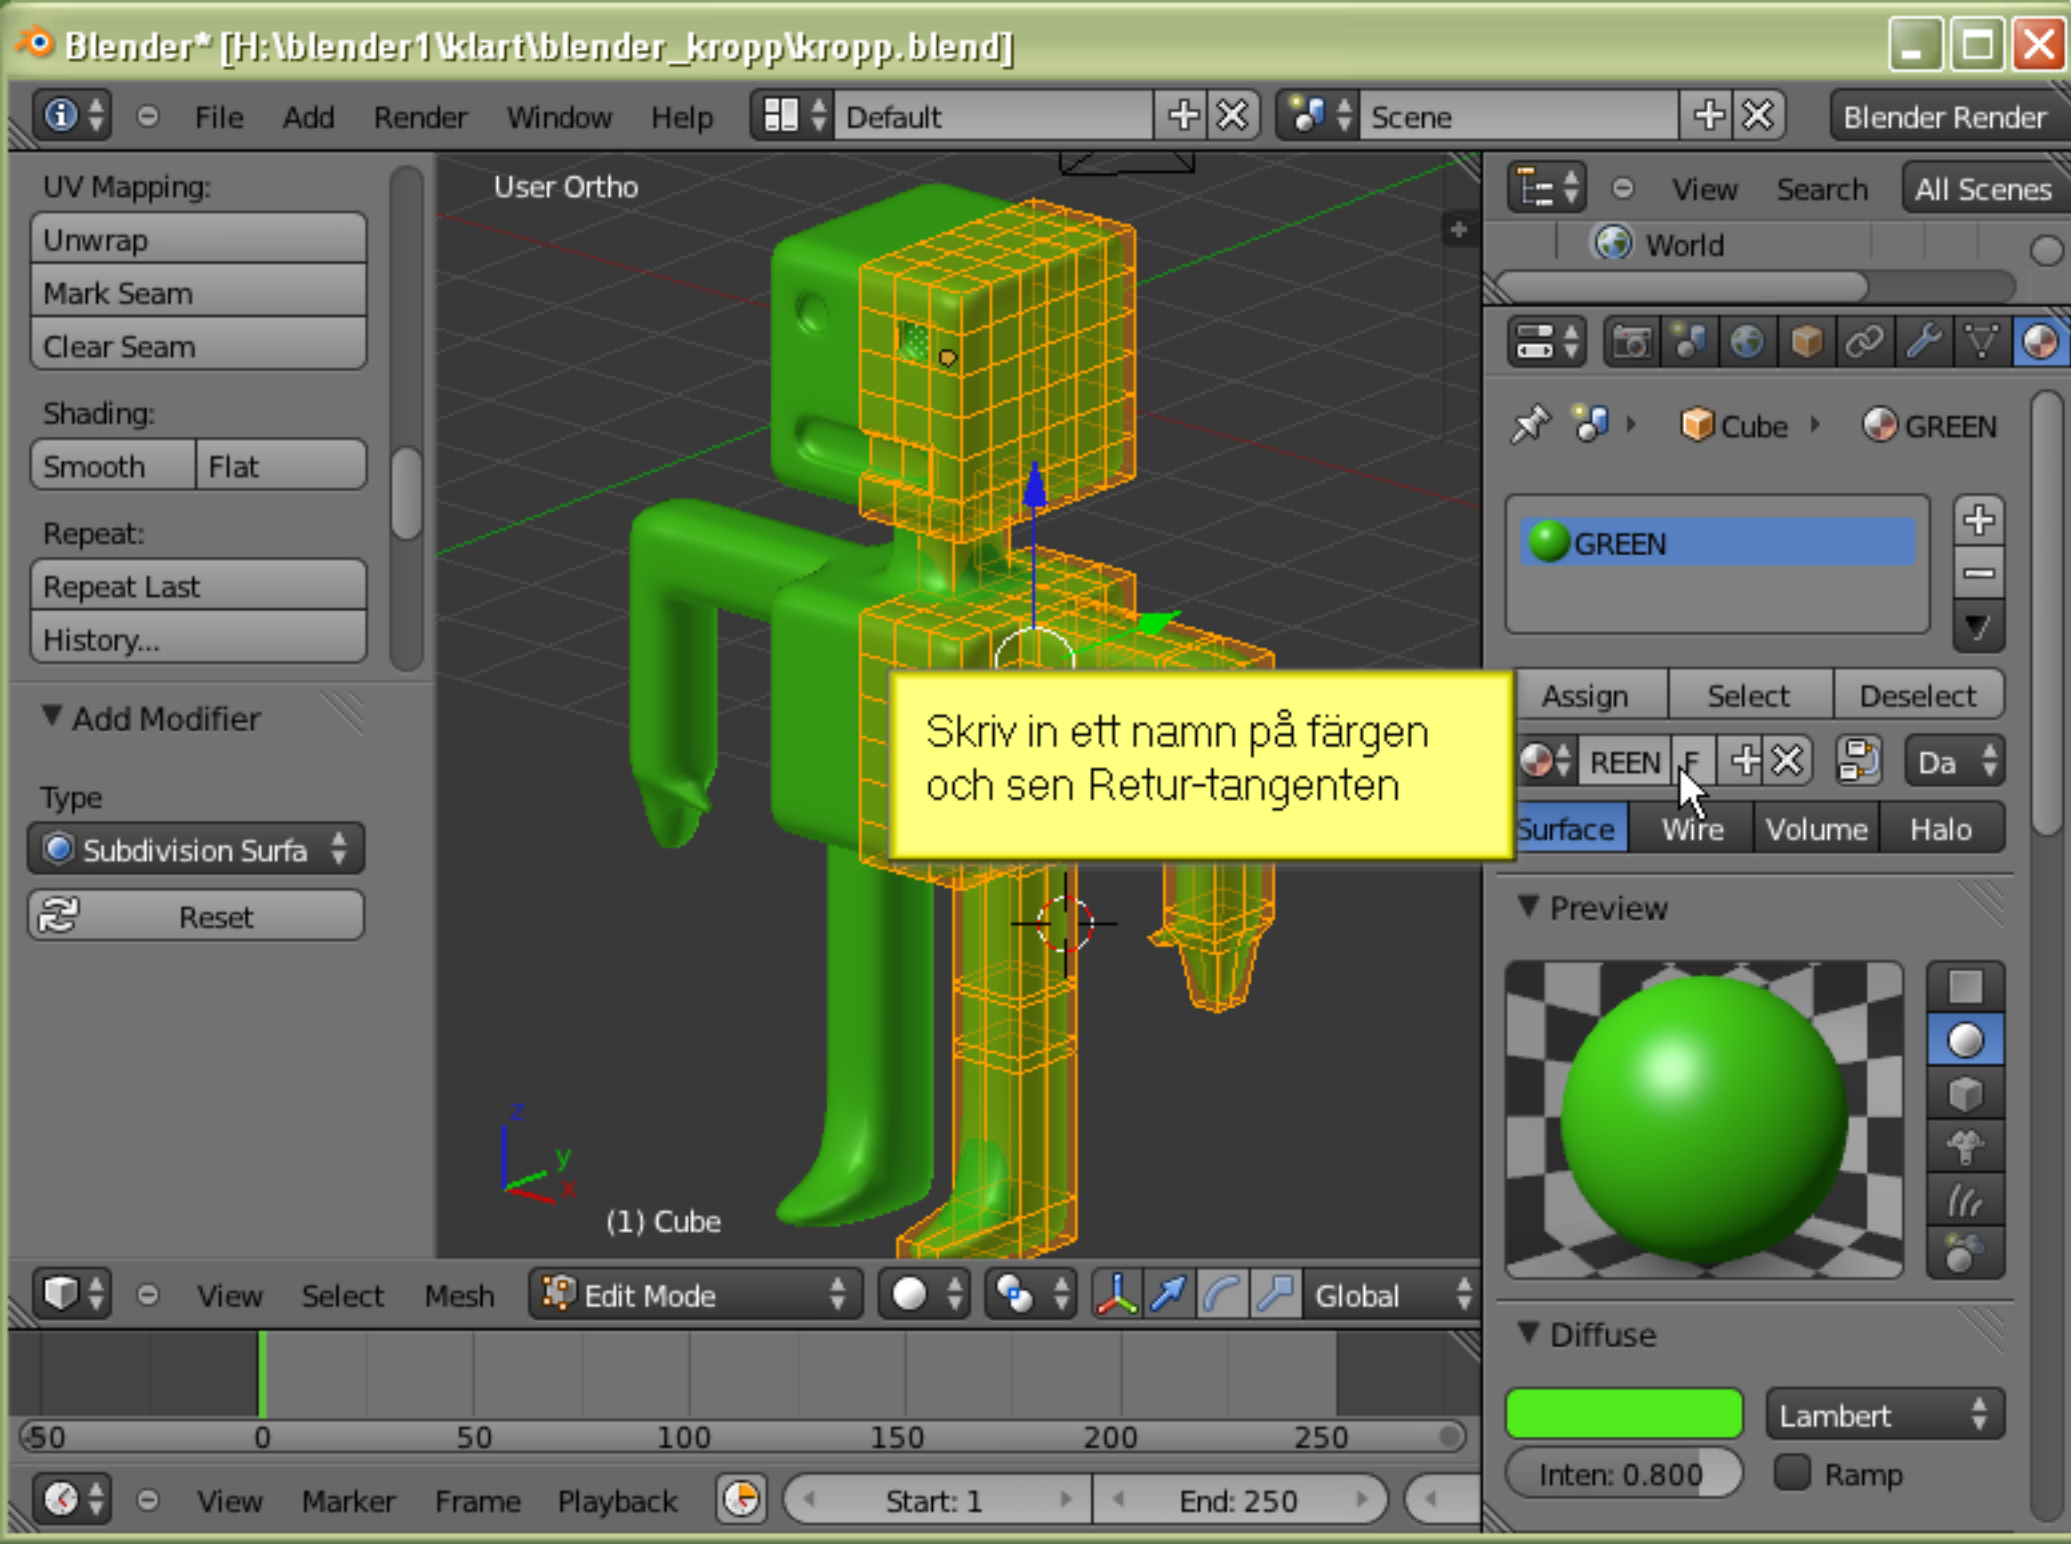 Blender* [H:\blender1\klart\blender_kropp\kropp.blend]
File Add Render Window Help Default Scene Blender Render
UV Mapping:
Unwrap
Mark Seam
Clear Seam
Shading:
Smooth Flat
Repeat:
Repeat Last
History...
Add Modifier
Type
Subdivision Surfa
Reset
User Ortho
Skriv in ett namn på färgen
och sen Retur-tangenten
z
y
x
(1) Cube
View Select Mesh Edit Mode Global
-50 0 50 100 150 200 250
View Marker Frame Playback Start: 1 End: 250
View Search All Scenes
World
Cube GREEN
GREEN
Assign Select Deselect
REEN F Da
Surface Wire Volume Halo
Preview
Diffuse
Lambert
Inten: 0.800 Ramp